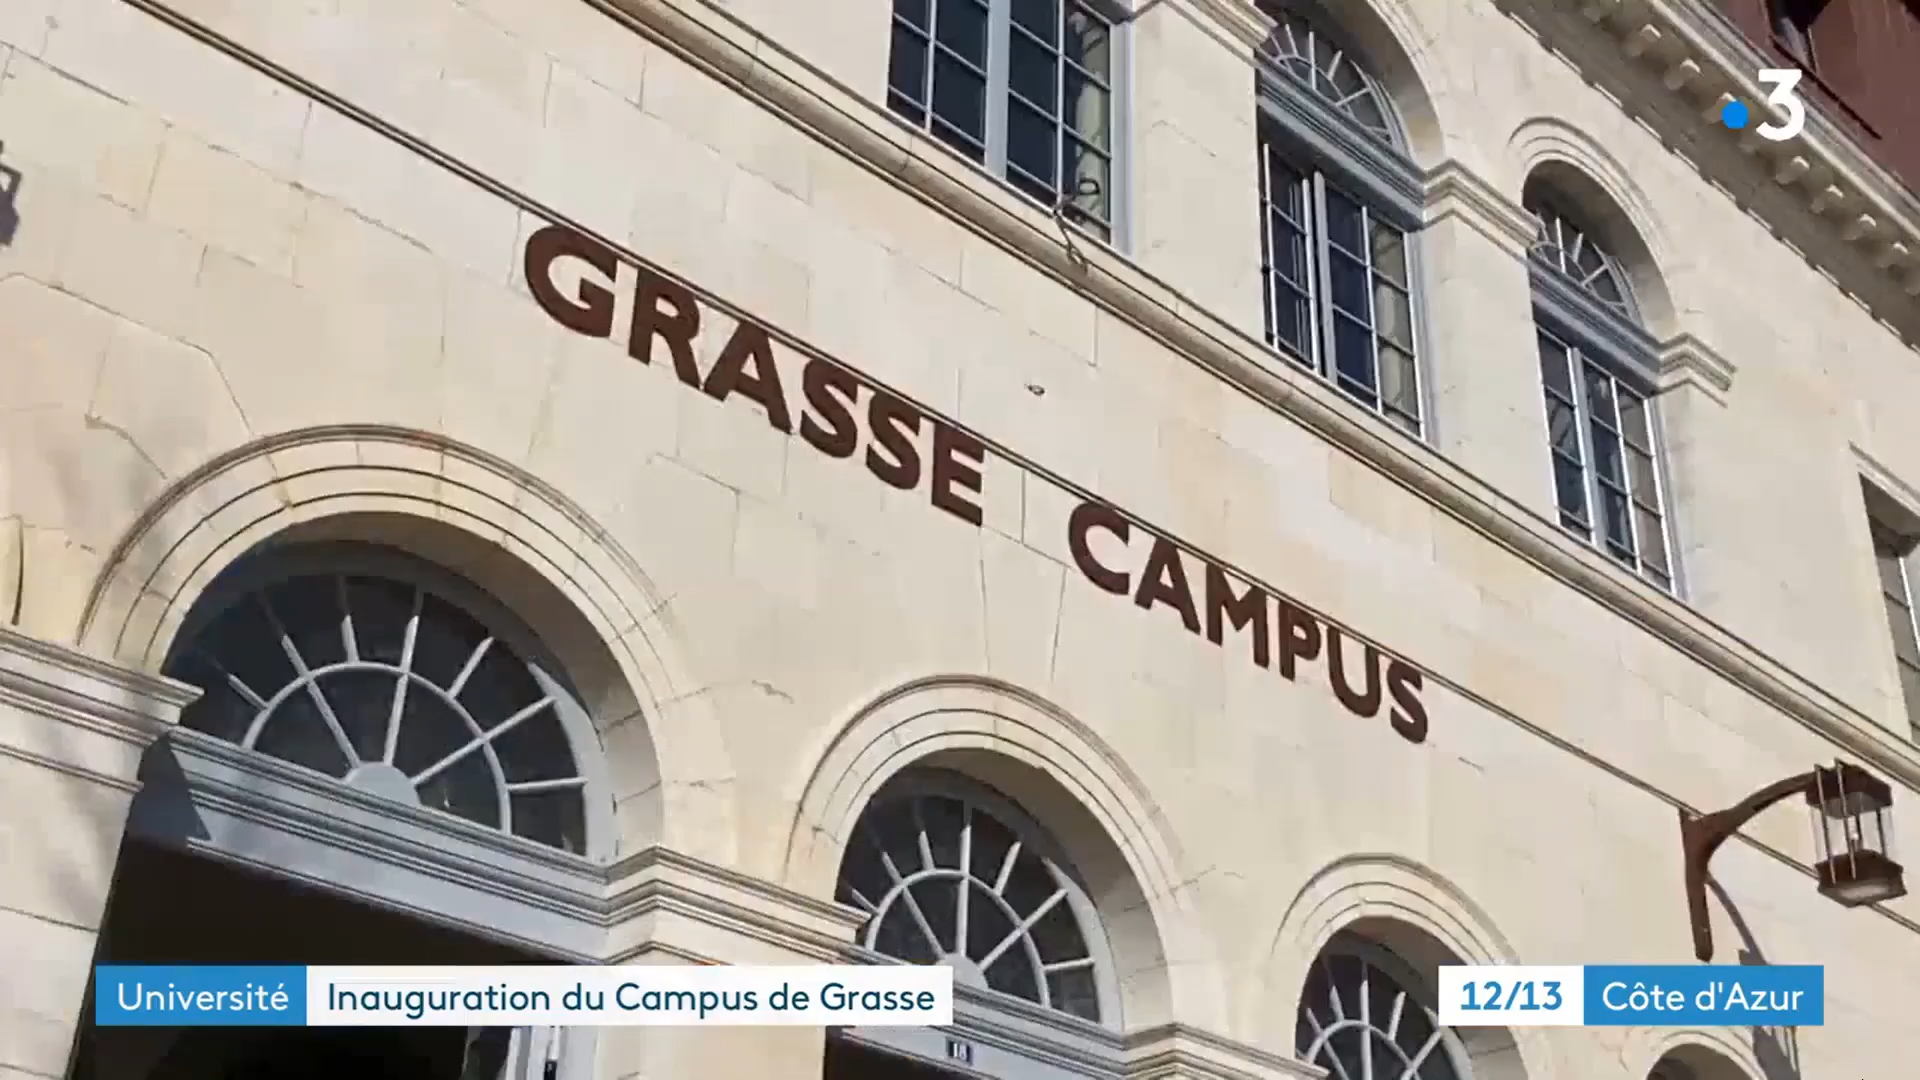 3
GRASSE CAMPUS
18
Université
Inauguration du Campus de Grasse
12/13
Côte d'Azur